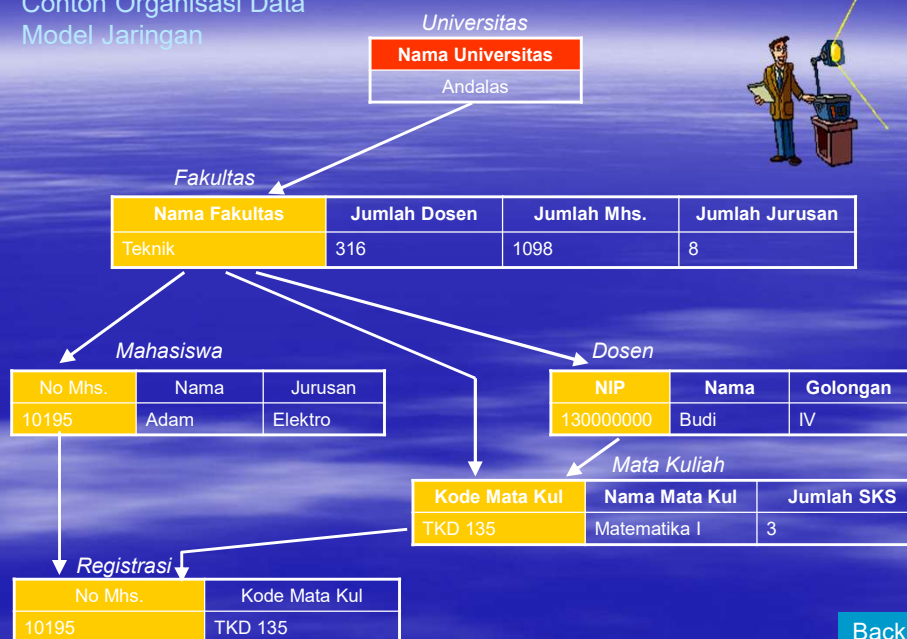 Contoh Organisasi Data
Model Jaringan
Universitas
Nama Universitas
Andalas
Fakultas
Nama Fakultas Jumlah Dosen Jumlah Mhs. Jumlah Jurusan
Teknik 316 1098 8
Mahasiswa
No Mhs. Nama Jurusan
10195 Adam Elektro
Dosen
NIP Nama Golongan
130000000 Budi IV
Mata Kuliah
Kode Mata Kul Nama Mata Kul Jumlah SKS
TKD 135 Matematika I 3
Registrasi
No Mhs. Kode Mata Kul
10195 TKD 135
Back